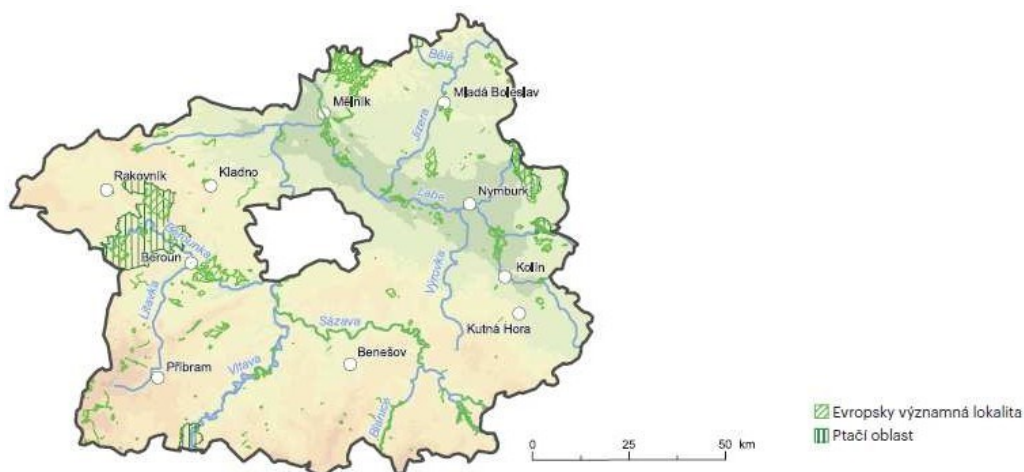 Bělá
Mělník
Mladá Boleslav
Jizera
Rakovník
Kladno
Labe
Nymburk
Berounka
Beroun
Výrovka
Kolín
Litavka
Sázava
Kutná Hora
Příbram
Vltava
Benešov
Blanice
Evropsky významná lokalita
Ptačí oblast
0 25 50 km